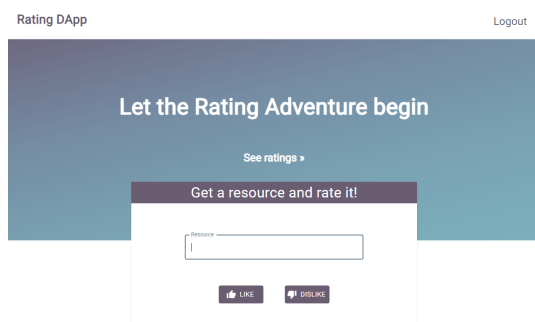 Rating DApp
Logout
Let the Rating Adventure begin
See ratings »
Get a resource and rate it!
Resource
LIKE
DISLIKE